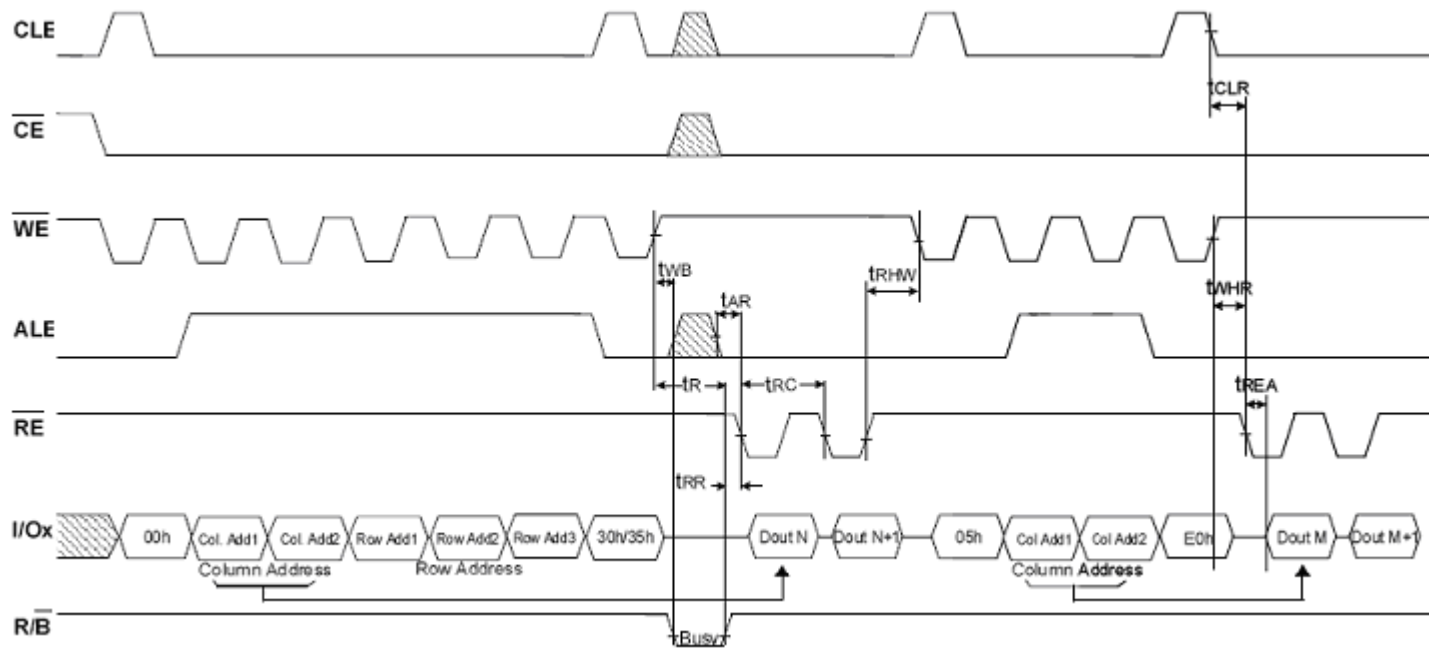 CLE
tCLR
CE
WE
tWB
tAR
tRHW
tWHR
ALE
tR
tRC
tREA
RE
tRR
I/Ox
00h
Col. Add1
Col. Add2
Row Add1
Row Add2
Row Add3
30h/35h
Dout N
Dout N+1
05h
Col Add1
Col Add2
E0h
Dout M
Dout M+1
Column Address
Row Address
Column Address
R/B
Busy